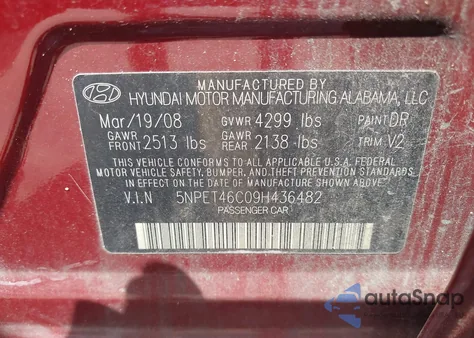 MANUFACTURED BY
HYUNDAI MOTOR MANUFACTURING ALABAMA, LLC
Mar/19/08 GVWR 4299 lbs PAINT DR
GAWR FRONT 2513 lbs GAWR REAR 2138 lbs TRIM V2
THIS VEHICLE CONFORMS TO ALL APPLICABLE U.S.A. FEDERAL
MOTOR VEHICLE SAFETY, BUMPER, AND THEFT PREVENTION
STANDARDS IN EFFECT ON THE DATE OF MANUFACTURE SHOWN ABOVE.
V.I.N 5NPET46C09H436482
PASSENGER CAR
autoSnap